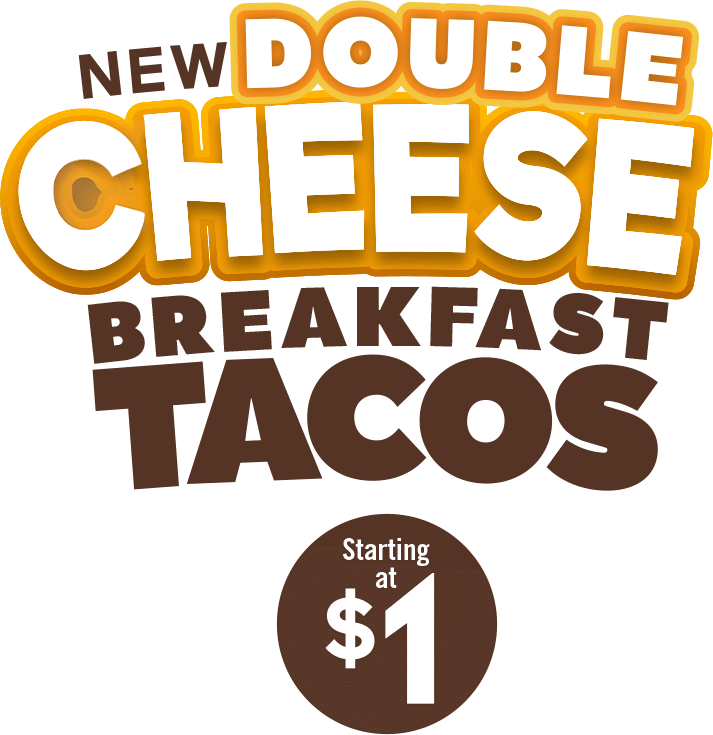 NEW DOUBLE
CHEESE
BREAKFAST
TACOS
Starting
at
$1